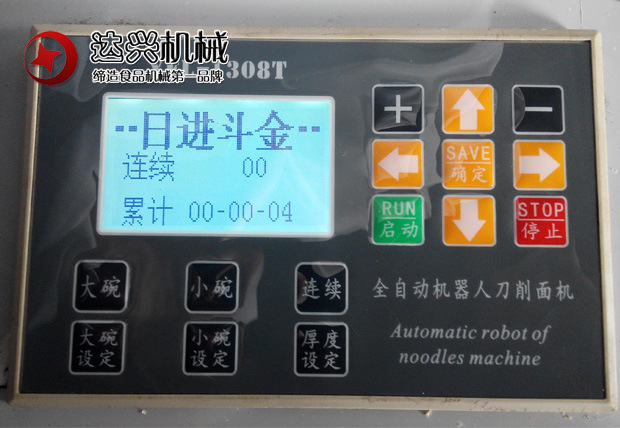 达兴机械
缔造食品机械第一品牌
1308T
--日进斗金--
连续 00
累计 00-00-04
+
-
SAVE
确定
RUN
启动
STOP
停止
大碗
小碗
连续
大碗
设定
小碗
设定
厚度
设定
全自动机器人刀削面机
Automatic robot of
noodles machine